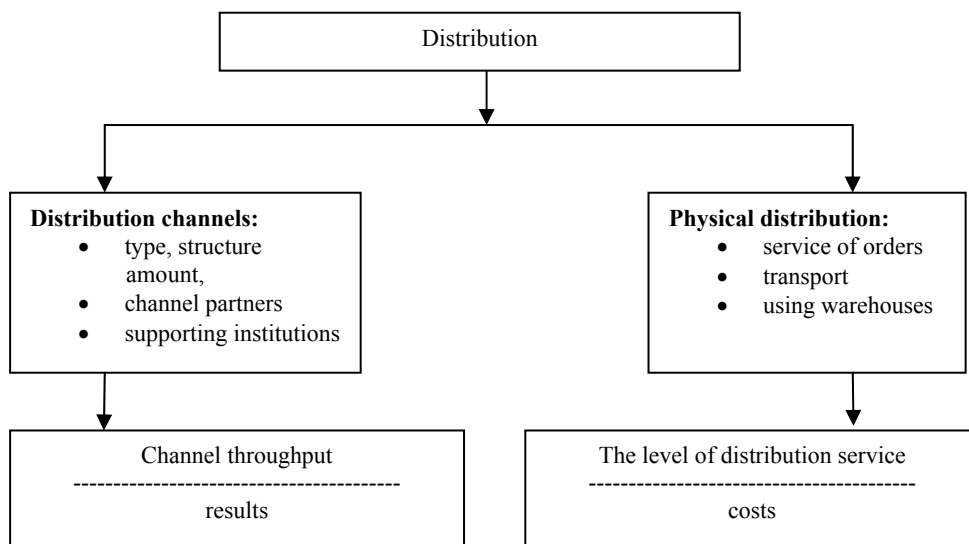 Distribution
Distribution channels:
• type, structure
amount,
• channel partners
• supporting institutions
Physical distribution:
• service of orders
• transport
• using warehouses
Channel throughput
-----------------------------------------
results
The level of distribution service
-----------------------------------------
costs